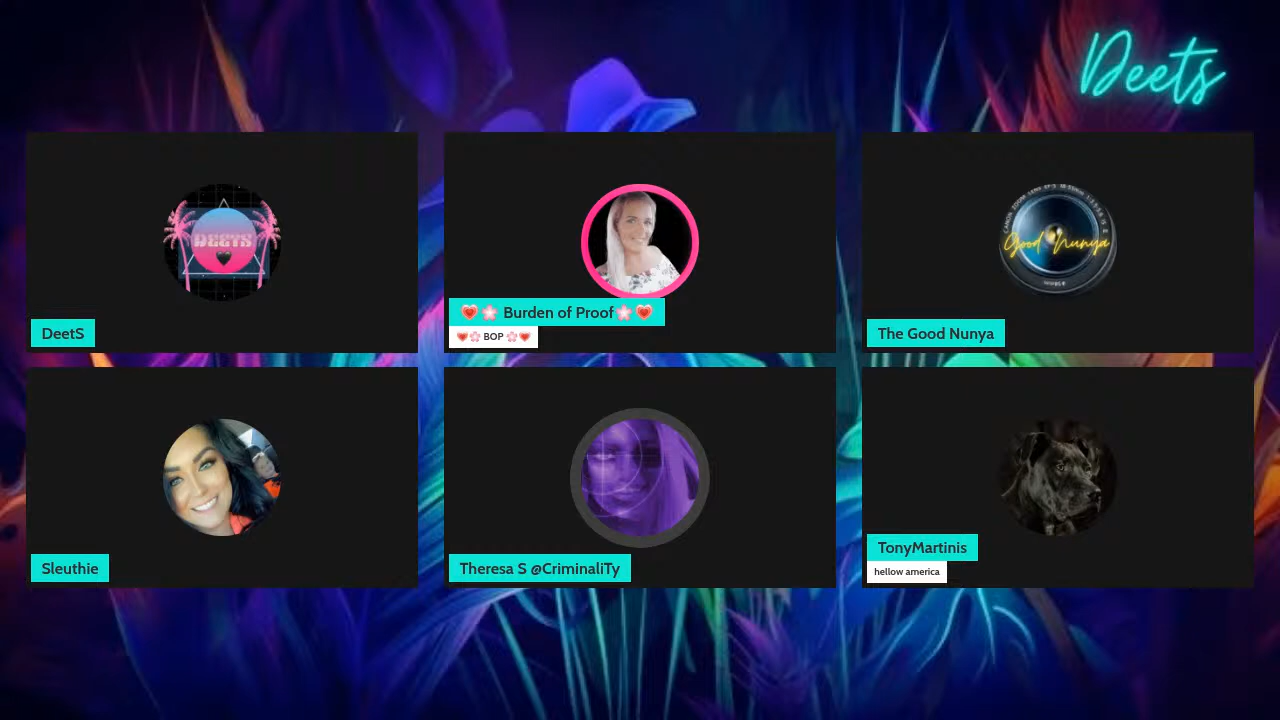 Deets
DEETS
DeetS
💗🌸 Burden of Proof🌸💗
💗🌸 BOP 🌸💗
Good Nunya
The Good Nunya
Sleuthie
Theresa S @CriminaliTy
TonyMartinis
hellow america